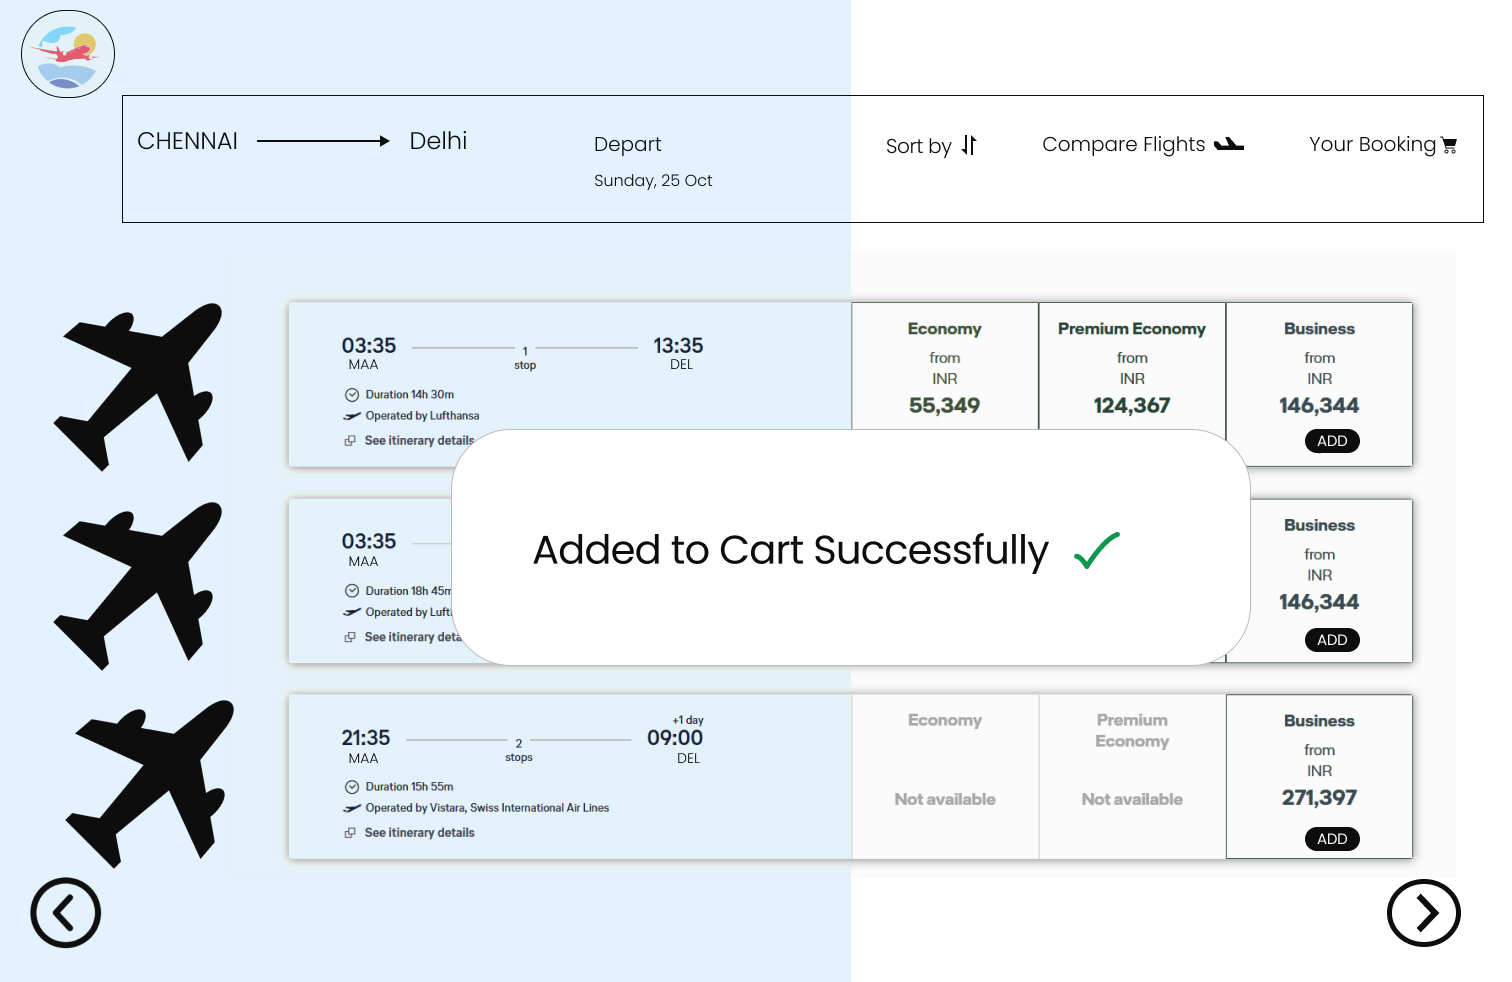 CHENNAI Delhi
Depart
Sunday, 25 Oct
Sort by
Compare Flights
Your Booking
03:35
MAA
1
stop
13:35
DEL
Duration 14h 30m
Operated by Lufthansa
See itinerary details
Economy
from
INR
55,349
Premium Economy
from
INR
124,367
Business
from
INR
146,344
ADD
Added to Cart Successfully
03:35
MAA
Duration 18h 45m
Operated by
See itinerary
Business
from
INR
146,344
ADD
21:35
MAA
2
stops
+1 day
09:00
DEL
Duration 15h 55m
Operated by Vistara, Swiss International Air Lines
See itinerary details
Economy
Not available
Premium
Economy
Not available
Business
from
INR
271,397
ADD